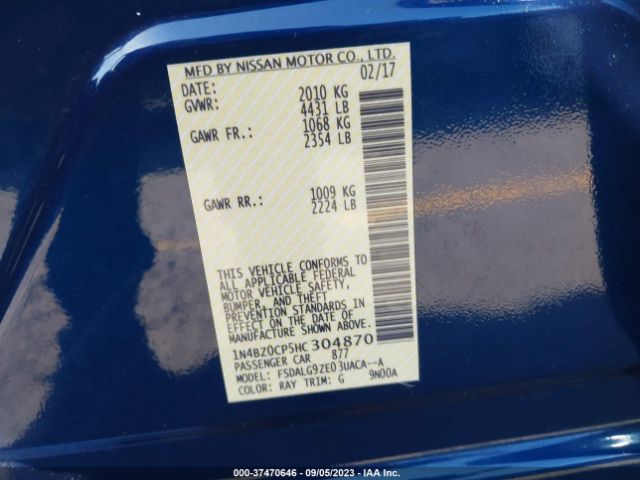 MFD BY NISSAN MOTOR CO., LTD.
DATE: 02/17
GVWR: 2010 KG
4431 LB
GAWR FR.: 1068 KG
2354 LB
GAWR RR.: 1009 KG
2224 LB
THIS VEHICLE CONFORMS TO
ALL APPLICABLE FEDERAL
MOTOR VEHICLE SAFETY,
BUMPER, AND THEFT
PREVENTION STANDARDS IN
EFFECT ON THE DATE OF
MANUFACTURE SHOWN ABOVE.
1N4BZ0CP5HC304870
PASSENGER CAR 877
MODEL: FSDALG9ZE03UACA--A
COLOR: RAY TRIM: G 9N00A
000-37470646 - 09/05/2023 - IAA Inc.